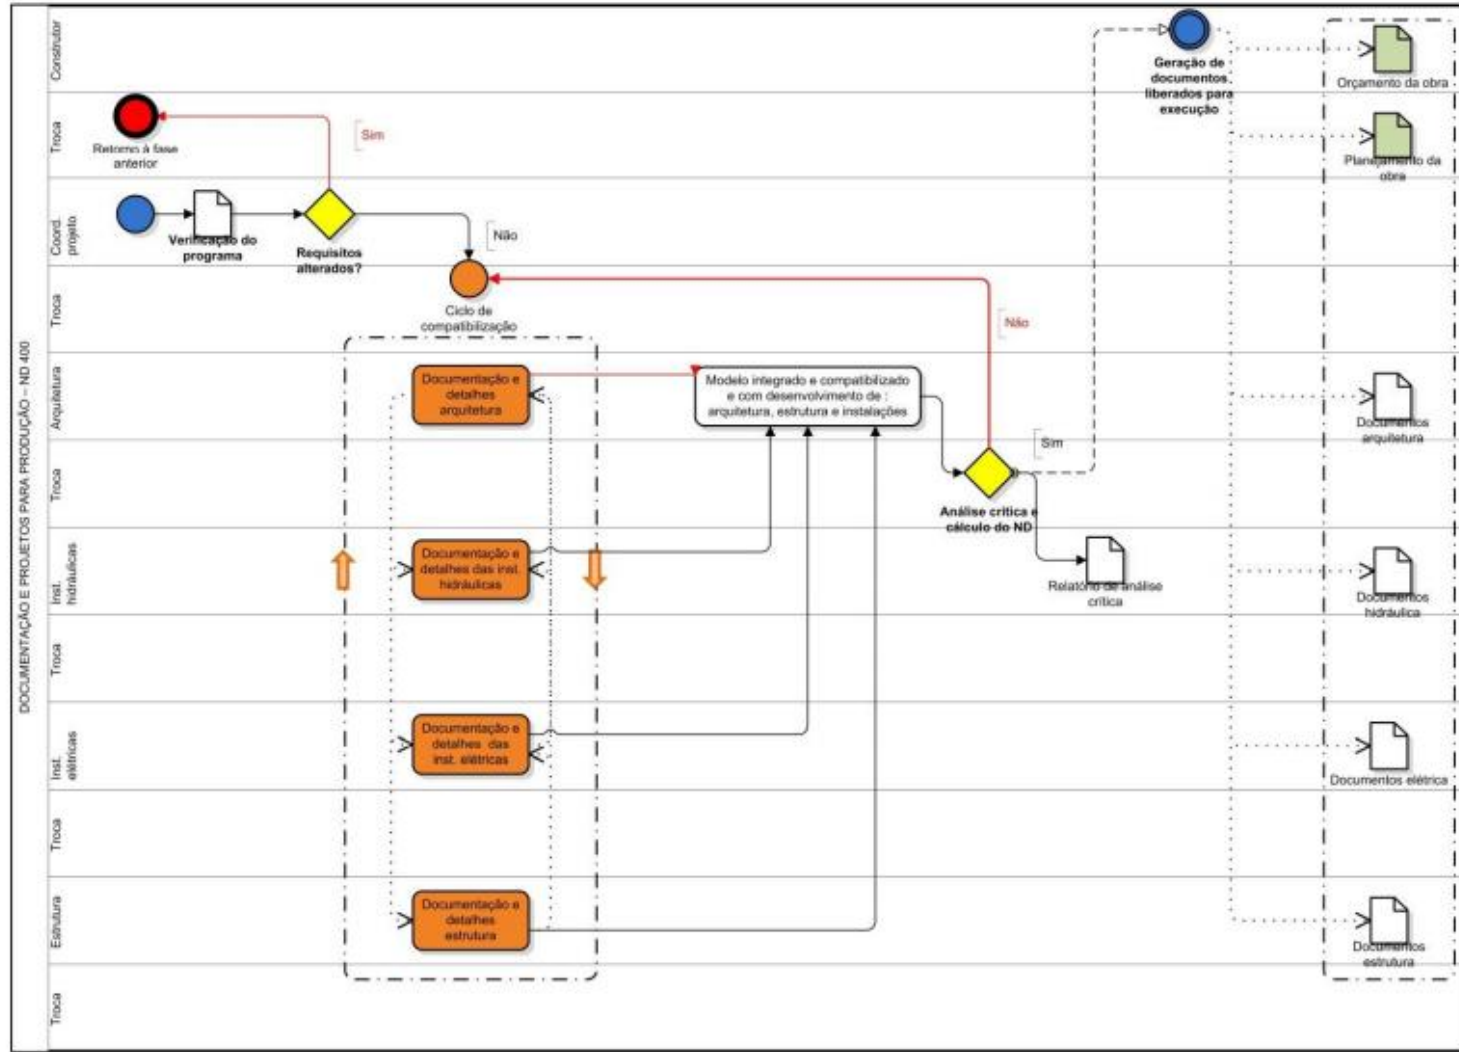 DOCUMENTAÇÃO E PROJETOS PARA PRODUÇÃO – ND 400
Construtor
Geração de
documentos
liberados para
execução
Orçamento da obra
Troca
Retorno à fase
anterior
Sim
Planejamento da
obra
Coord.
projeto
Verificação do
programa
Requisitos
alterados?
Não
Troca
Ciclo de
compatibilização
Não
Arquitetura
Documentação e
detalhes
arquitetura
Modelo integrado e compatibilizado
e com desenvolvimento de :
arquitetura, estrutura e instalações
Sim
Documentos
arquitetura
Troca
Análise crítica e
cálculo do ND
Inst.
hidráulicas
Documentação e
detalhes das inst.
hidráulicas
Relatório de análise
crítica
Documentos
hidráulica
Troca
Inst.
elétricas
Documentação e
detalhes das
inst. elétricas
Documentos elétrica
Troca
Estrutura
Documentação e
detalhes
estrutura
Documentos
estrutura
Troca